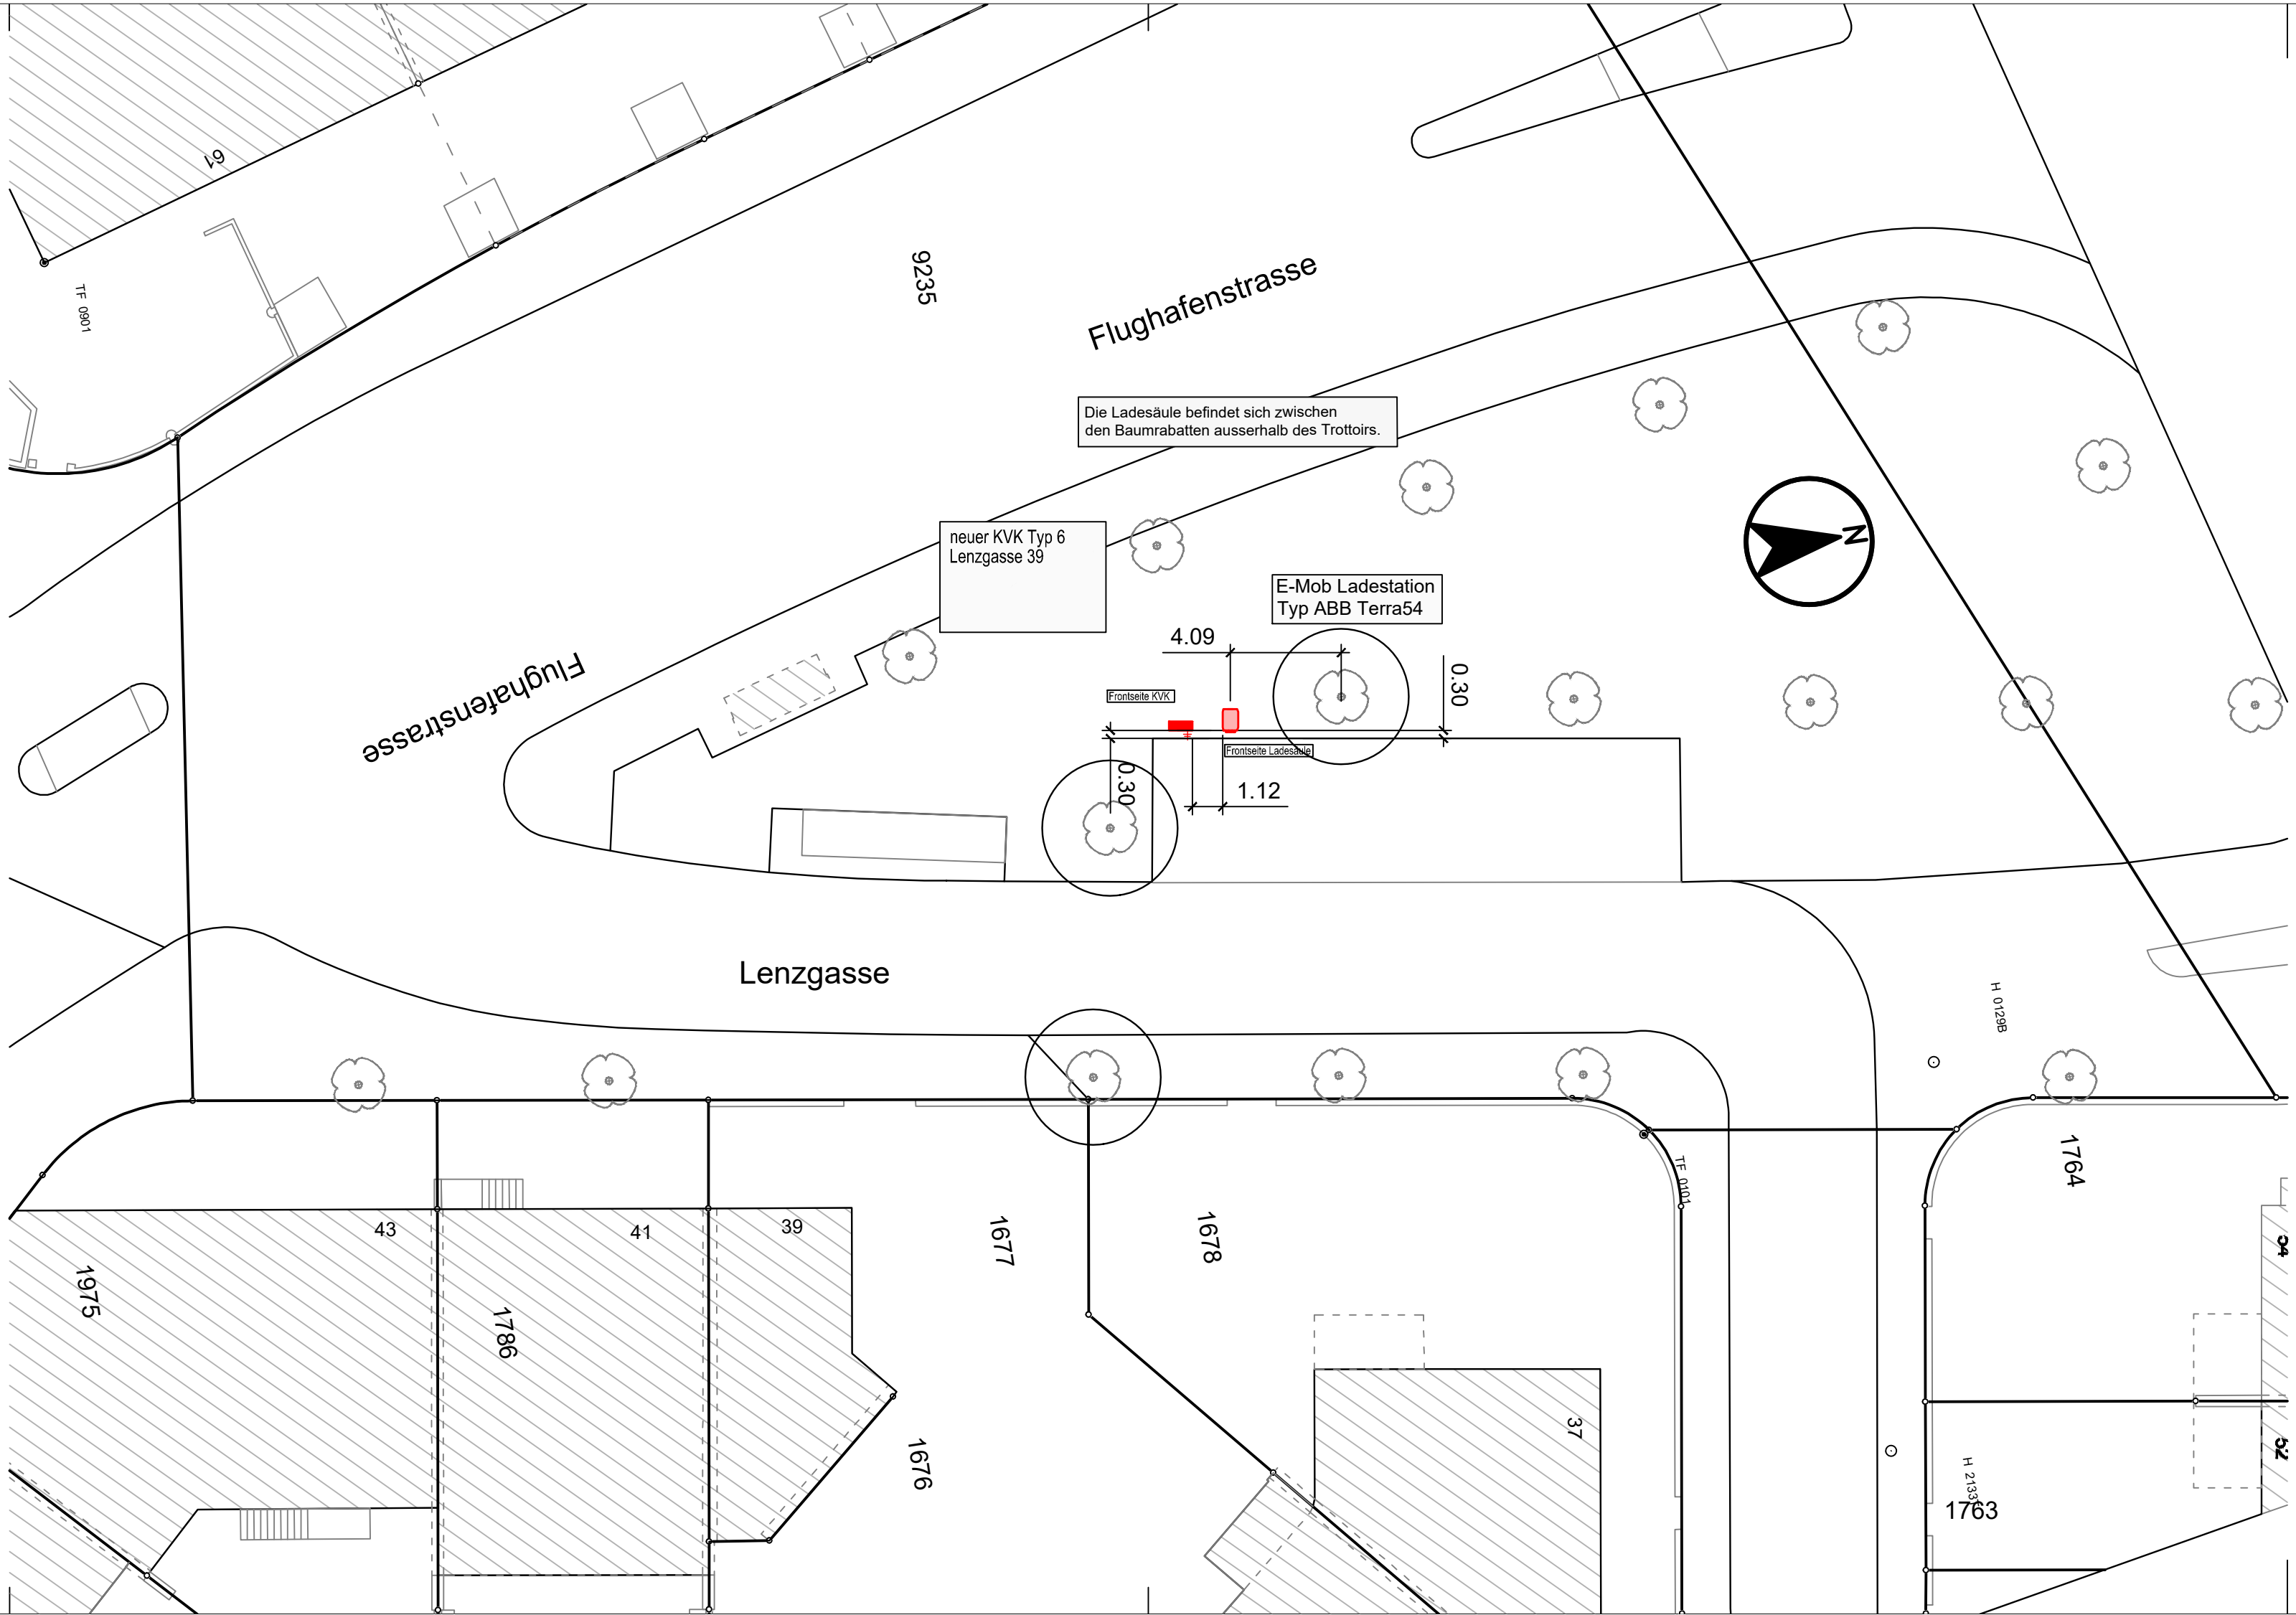 61
TF 0901
9235
Flughafenstrasse
Die Ladesäule befindet sich zwischen
den Baumrabatten ausserhalb des Trottoirs.
neuer KVK Typ 6
Lenzgasse 39
N
E-Mob Ladestation
Typ ABB Terra54
4.09
0.30
Flughafenstrasse
Frontseite KVK
Frontseite Ladesäule
0.30
1.12
Lenzgasse
H 0129B
TF 0101
1764
43
41
39
1677
1678
1975
1786
54
37
1676
52
H 2133
1763